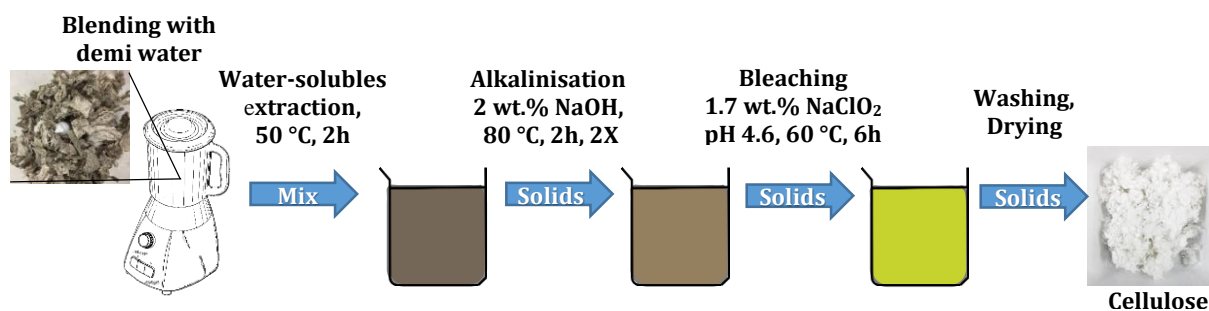 Blending with
demi water
Water-solubles
extraction,
50 °C, 2h
Alkalinisation
2 wt.% NaOH,
80 °C, 2h, 2X
Bleaching
1.7 wt.% NaClO₂
pH 4.6, 60 °C, 6h
Washing,
Drying
Mix
Solids
Solids
Solids
Cellulose